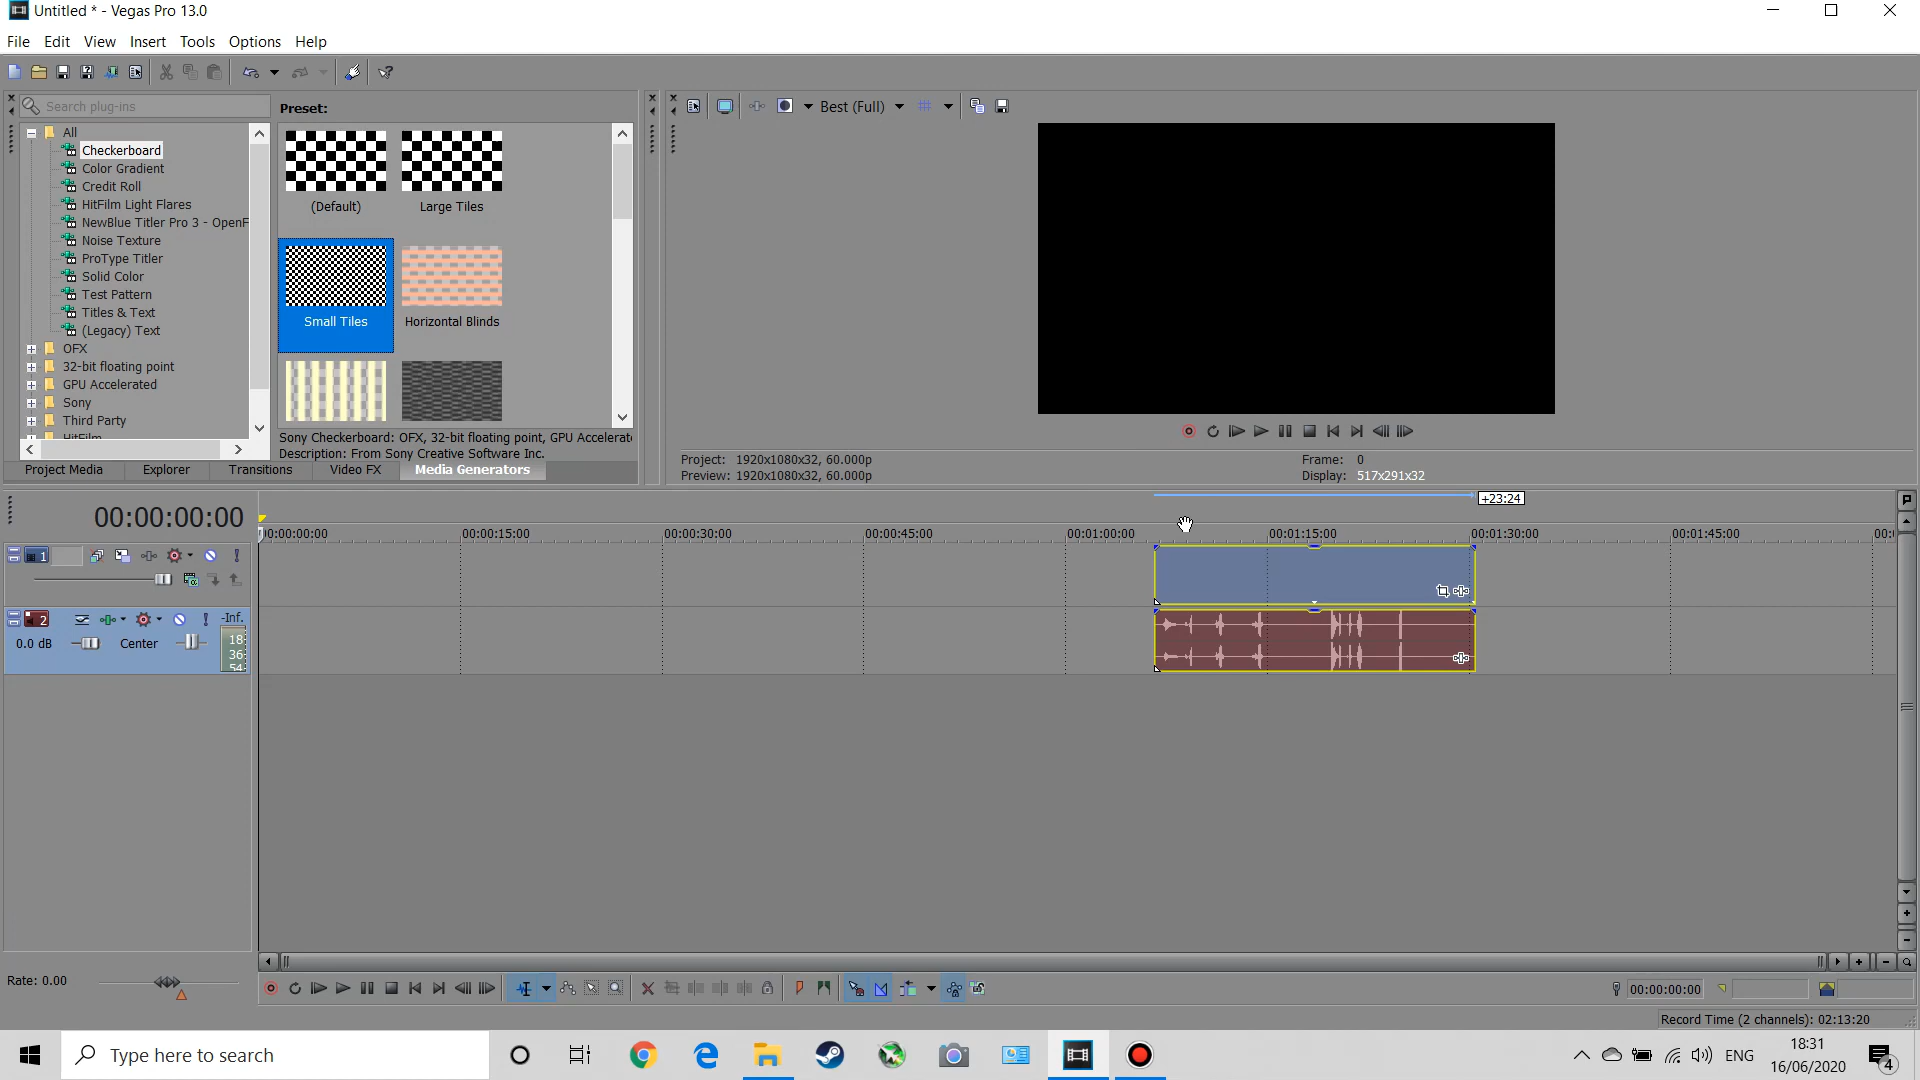 Untitled * - Vegas Pro 13.0
File Edit View Insert Tools Options Help
Search plug-ins
Preset:
Best (Full)
All
Checkerboard
Color Gradient
Credit Roll
HitFilm Light Flares
NewBlue Titler Pro 3 - OpenF
Noise Texture
ProType Titler
Solid Color
Test Pattern
Titles & Text
(Legacy) Text
OFX
32-bit floating point
GPU Accelerated
Sony
Third Party
HitFilm
(Default)
Large Tiles
Small Tiles
Horizontal Blinds
Sony Checkerboard: OFX, 32-bit floating point, GPU Accelerate
Description: From Sony Creative Software Inc.
Project Media Explorer Transitions Video FX Media Generators
Project: 1920x1080x32, 60.000p
Preview: 1920x1080x32, 60.000p
Frame: 0
Display: 517x291x32
+23:24
00:00:00:00
00:00:00:00 00:00:15:00 00:00:30:00 00:00:45:00 00:01:00:00 00:01:15:00 00:01:30:00 00:01:45:00 00:0
1
2
-Inf.
0.0 dB
Center
18
36
54
Rate: 0.00
00:00:00:00
Record Time (2 channels): 02:13:20
Type here to search
ENG
18:31
16/06/2020
4